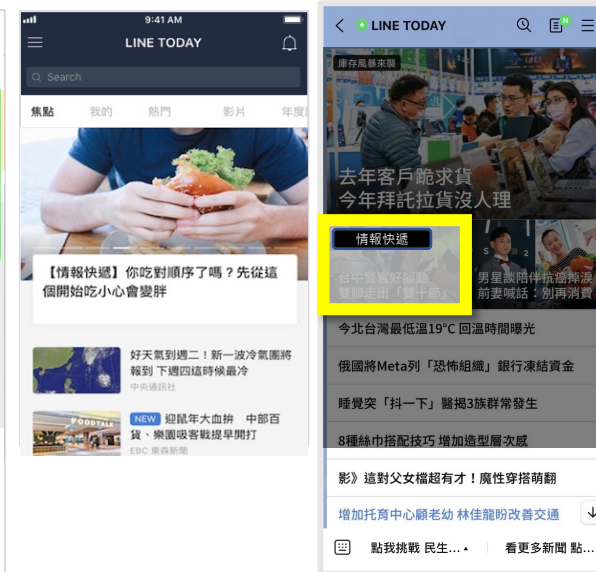 9:41 AM
LINE TODAY
Search
焦點 我的 熱門 影片 年度
【情報快遞】你吃對順序了嗎？先從這
個開始吃小心會變胖
好天氣到週二！新一波冷氣團將
報到 下週四這時候最冷
中央通訊社
FOODTALE
NEW 迎鼠年大血拚 中部百
貨、樂園吸客戰提早開打
EBC 東森新聞
LINE TODAY
N
庫存風暴來襲
去年客戶跪求貨
今年拜託拉貨沒人理
情報快遞
台中警官好腳勤
雙腳走出「雙十節」
男星談陪伴抗癌掉淚
前妻喊話：別再消費
今北台灣最低溫19°C 回溫時間曝光
俄國將Meta列「恐怖組織」銀行凍結資金
睡覺突「抖一下」醫揭3族群常發生
8種絲巾搭配技巧 增加造型層次感
影》這對父女檔超有才！魔性穿搭萌翻
增加托育中心顧老幼 林佳龍盼改善交通
點我挑戰 民生... 看更多新聞 點...